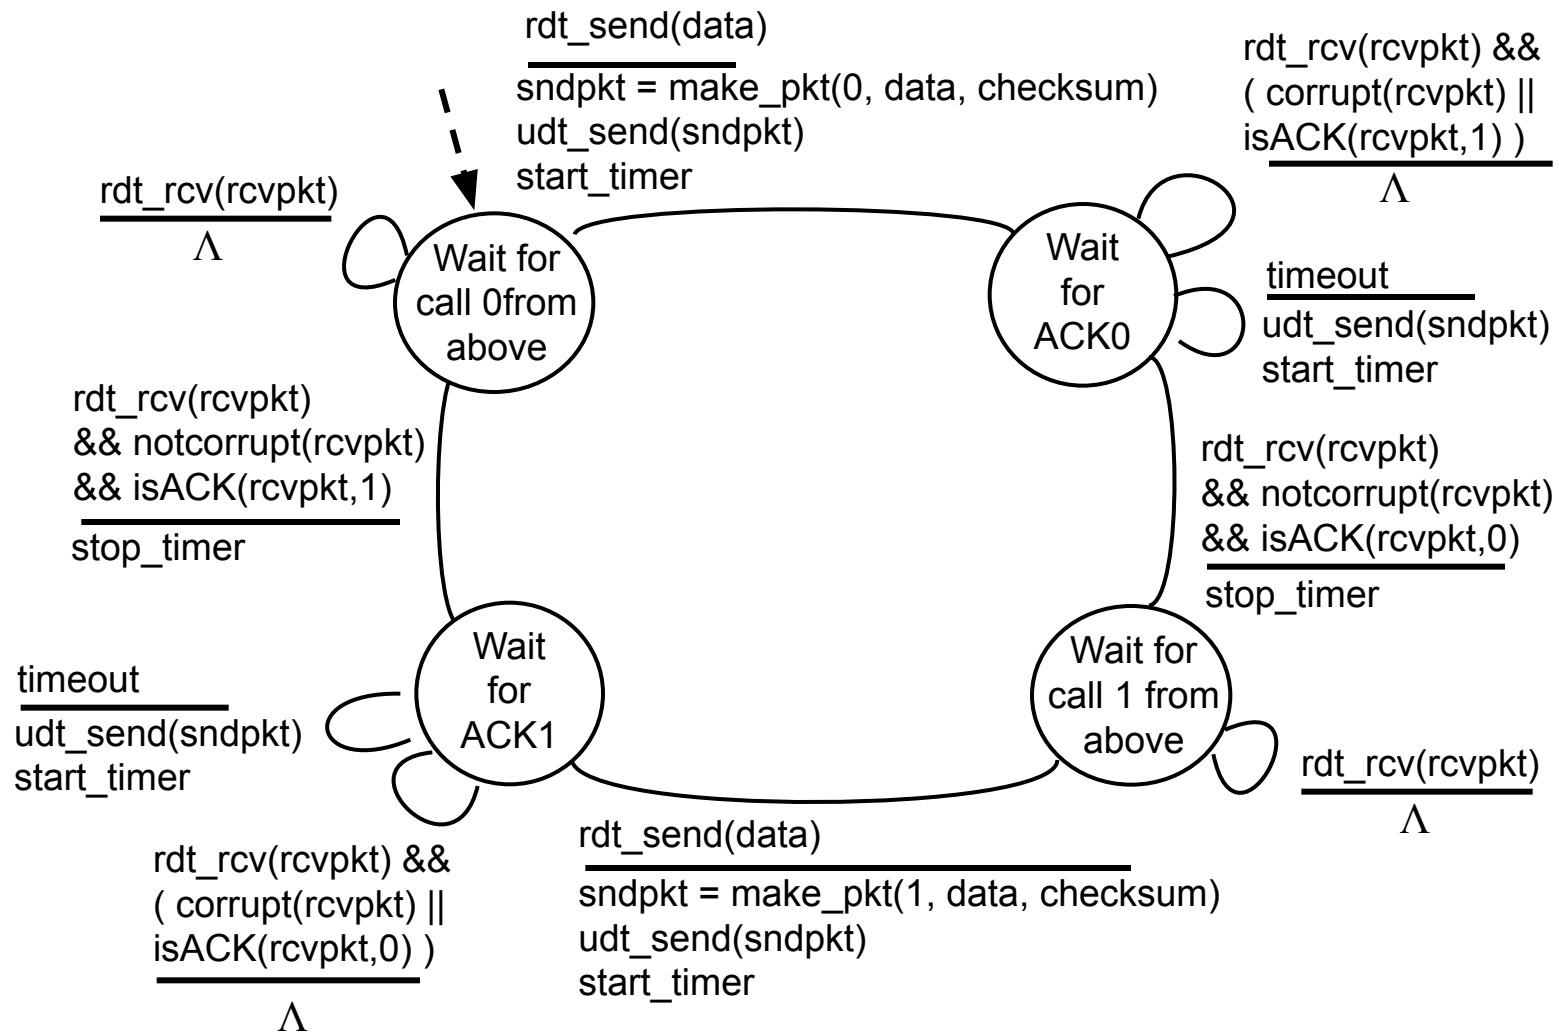 rdt_send(data)
sndpkt = make_pkt(0, data, checksum)
udt_send(sndpkt)
start_timer
rdt_rcv(rcvpkt) &&
( corrupt(rcvpkt) ||
isACK(rcvpkt,1) )
Λ
rdt_rcv(rcvpkt)
Λ
Wait for
call 0from
above
Wait
for
ACK0
timeout
udt_send(sndpkt)
start_timer
rdt_rcv(rcvpkt)
&& notcorrupt(rcvpkt)
&& isACK(rcvpkt,1)
stop_timer
rdt_rcv(rcvpkt)
&& notcorrupt(rcvpkt)
&& isACK(rcvpkt,0)
stop_timer
Wait
for
ACK1
Wait for
call 1 from
above
timeout
udt_send(sndpkt)
start_timer
rdt_rcv(rcvpkt)
Λ
rdt_rcv(rcvpkt) &&
( corrupt(rcvpkt) ||
isACK(rcvpkt,0) )
Λ
rdt_send(data)
sndpkt = make_pkt(1, data, checksum)
udt_send(sndpkt)
start_timer